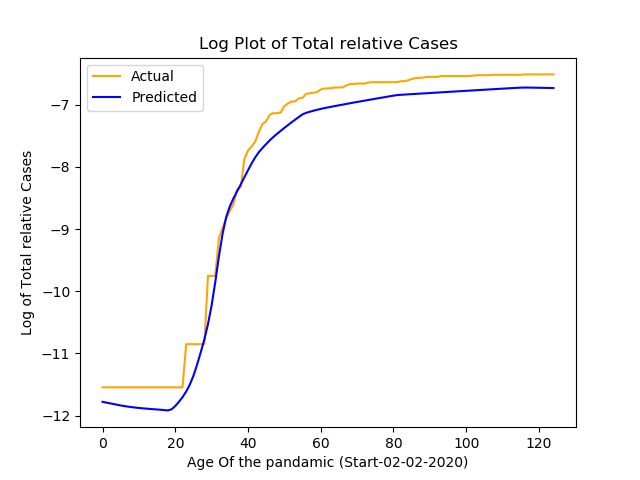 Log Plot of Total relative Cases
Actual
Predicted
Log of Total relative Cases
−7
−8
−9
−10
−11
−12
0
20
40
60
80
100
120
Age Of the pandamic (Start-02-02-2020)